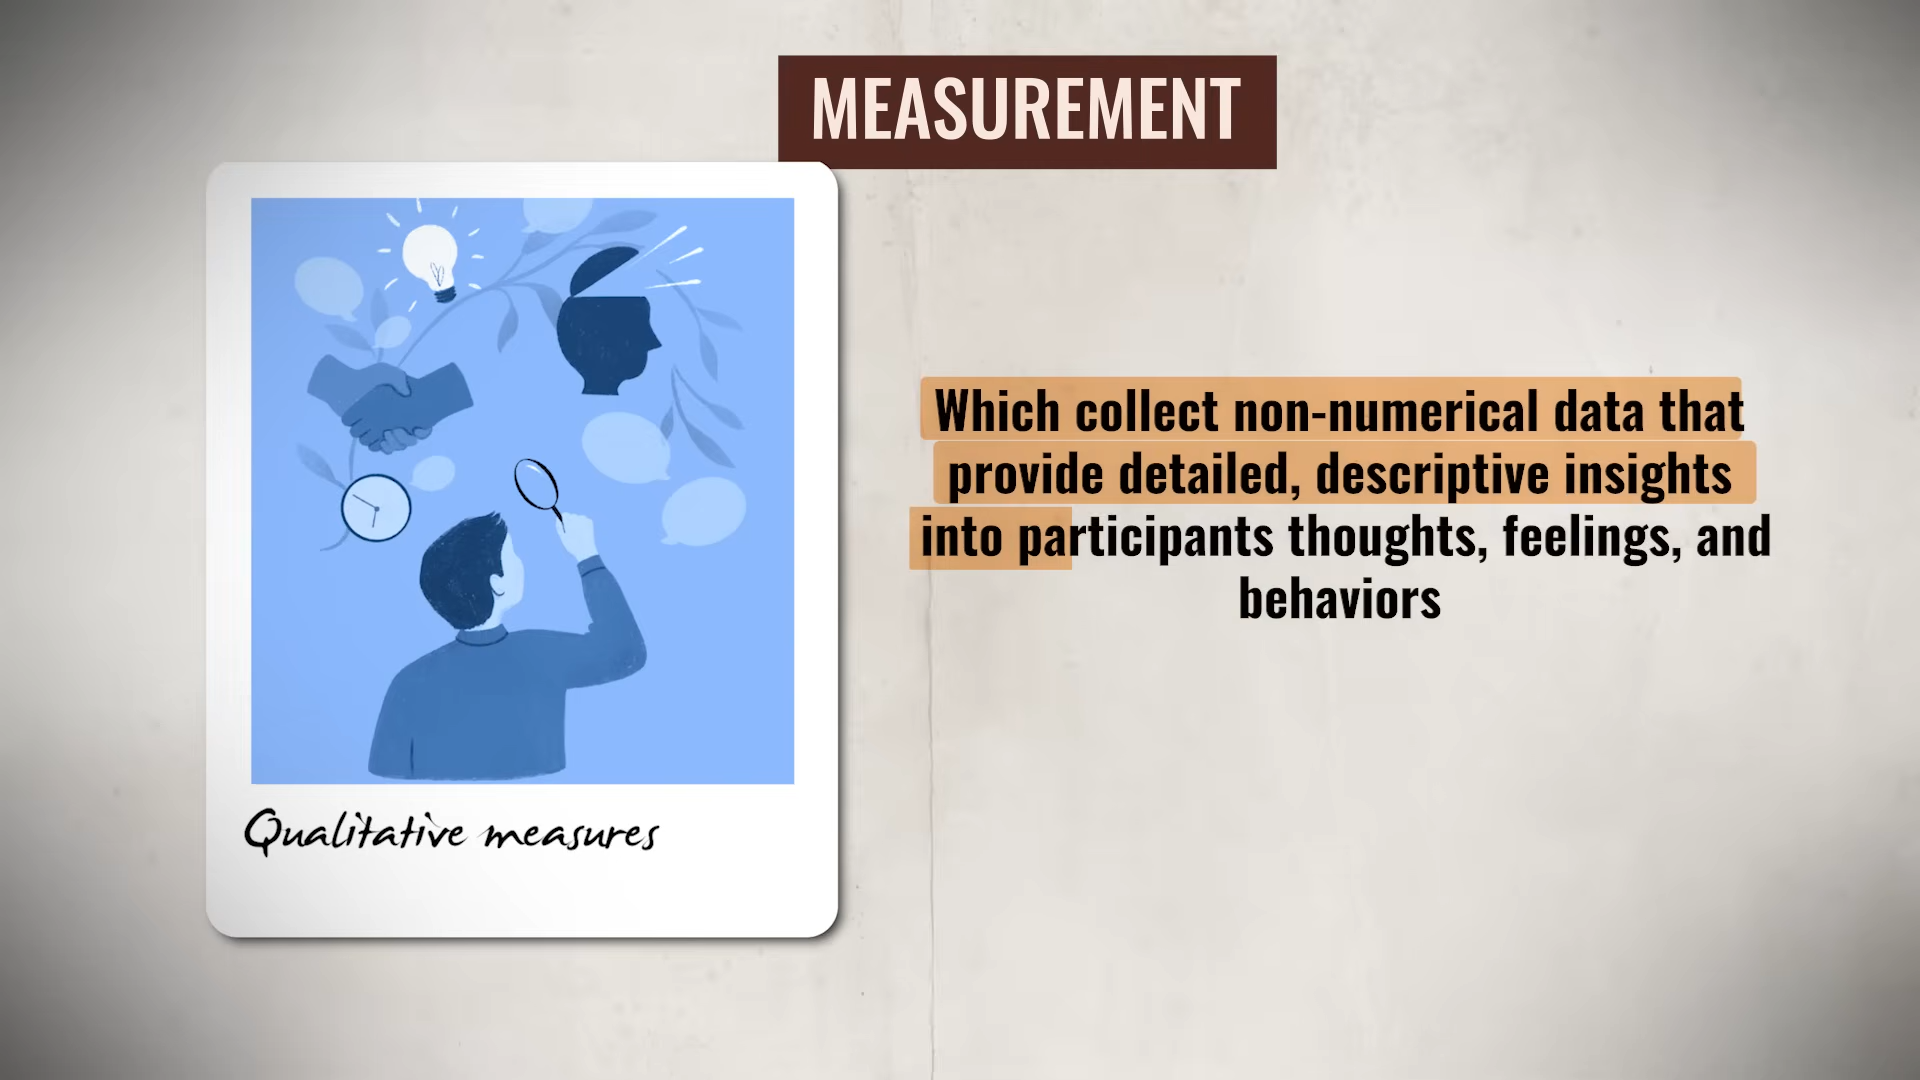 MEASUREMENT
Which collect non-numerical data that
provide detailed, descriptive insights
into participants thoughts, feelings, and
behaviors
Qualitative measures